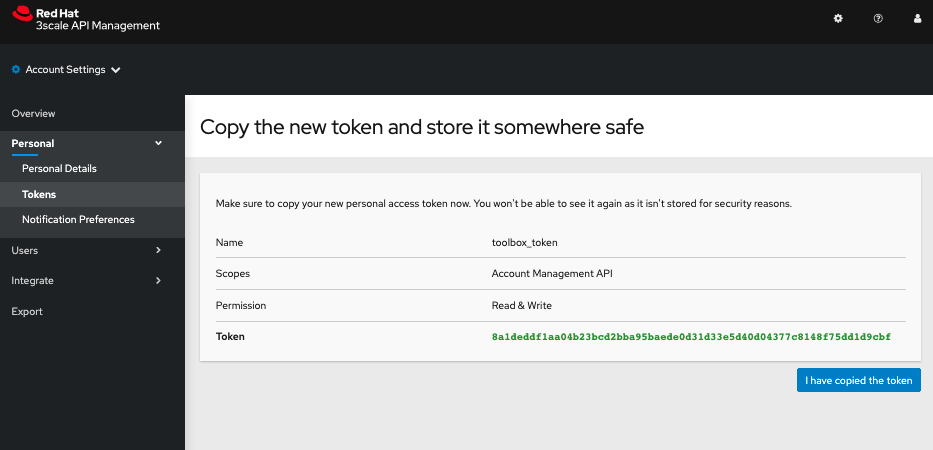 Red Hat
3scale API Management
Account Settings
Overview
Personal
Personal Details
Tokens
Notification Preferences
Users
Integrate
Export
Copy the new token and store it somewhere safe
Make sure to copy your new personal access token now. You won't be able to see it again as it isn't stored for security reasons.
Name toolbox_token
Scopes Account Management API
Permission Read & Write
Token 8a1deddf1aa04b23bcd2bba95baede0d31d33e5d40d04377c8148f75dd1d9cbf
I have copied the token